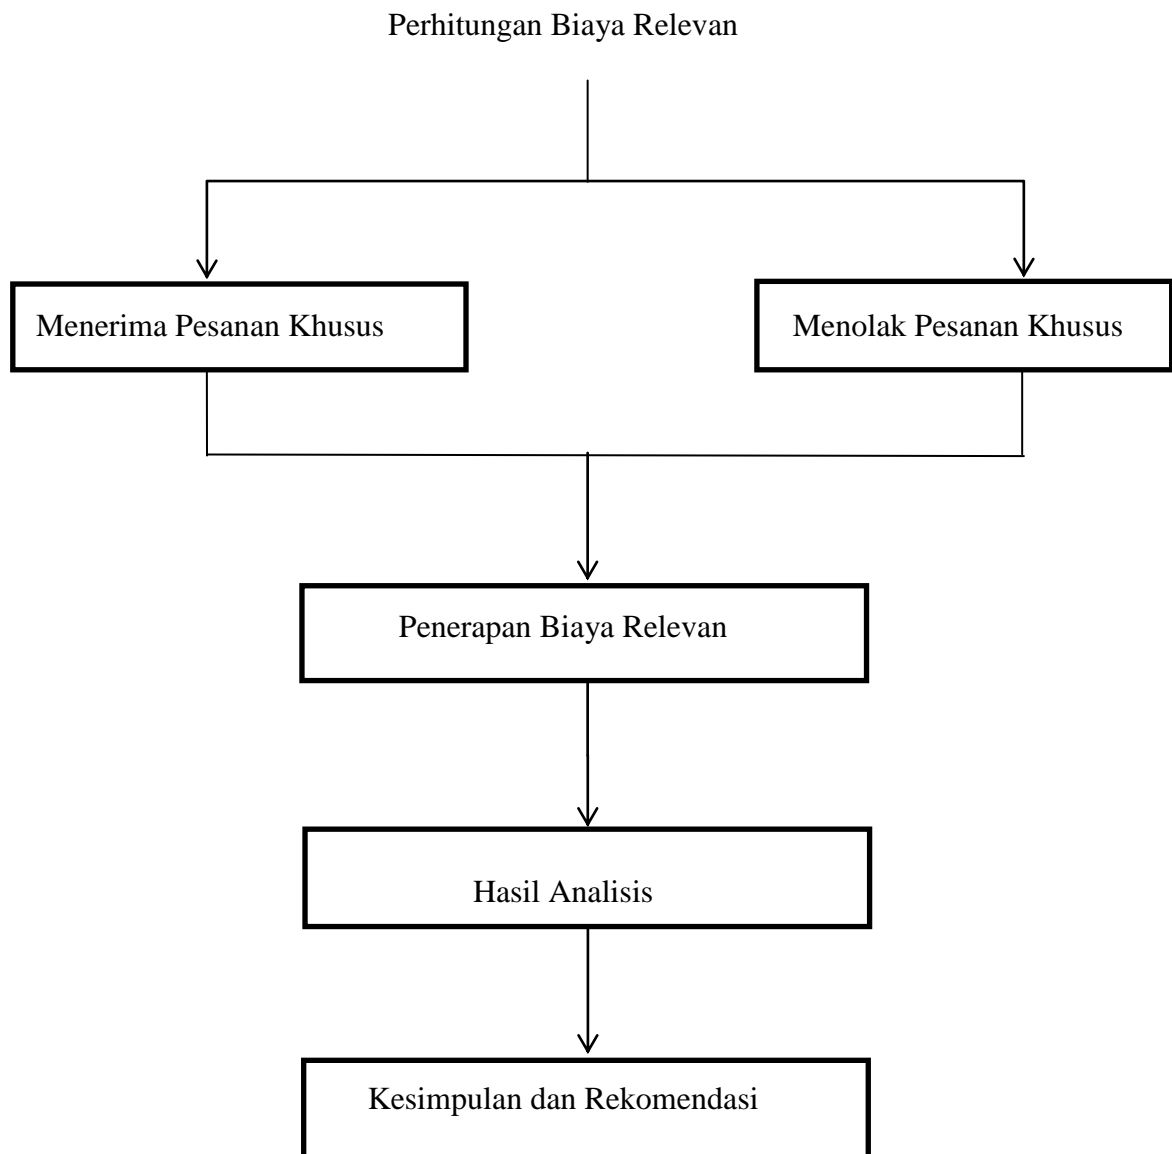 Perhitungan Biaya Relevan
Menerima Pesanan Khusus
Menolak Pesanan Khusus
Penerapan Biaya Relevan
Hasil Analisis
Kesimpulan dan Rekomendasi